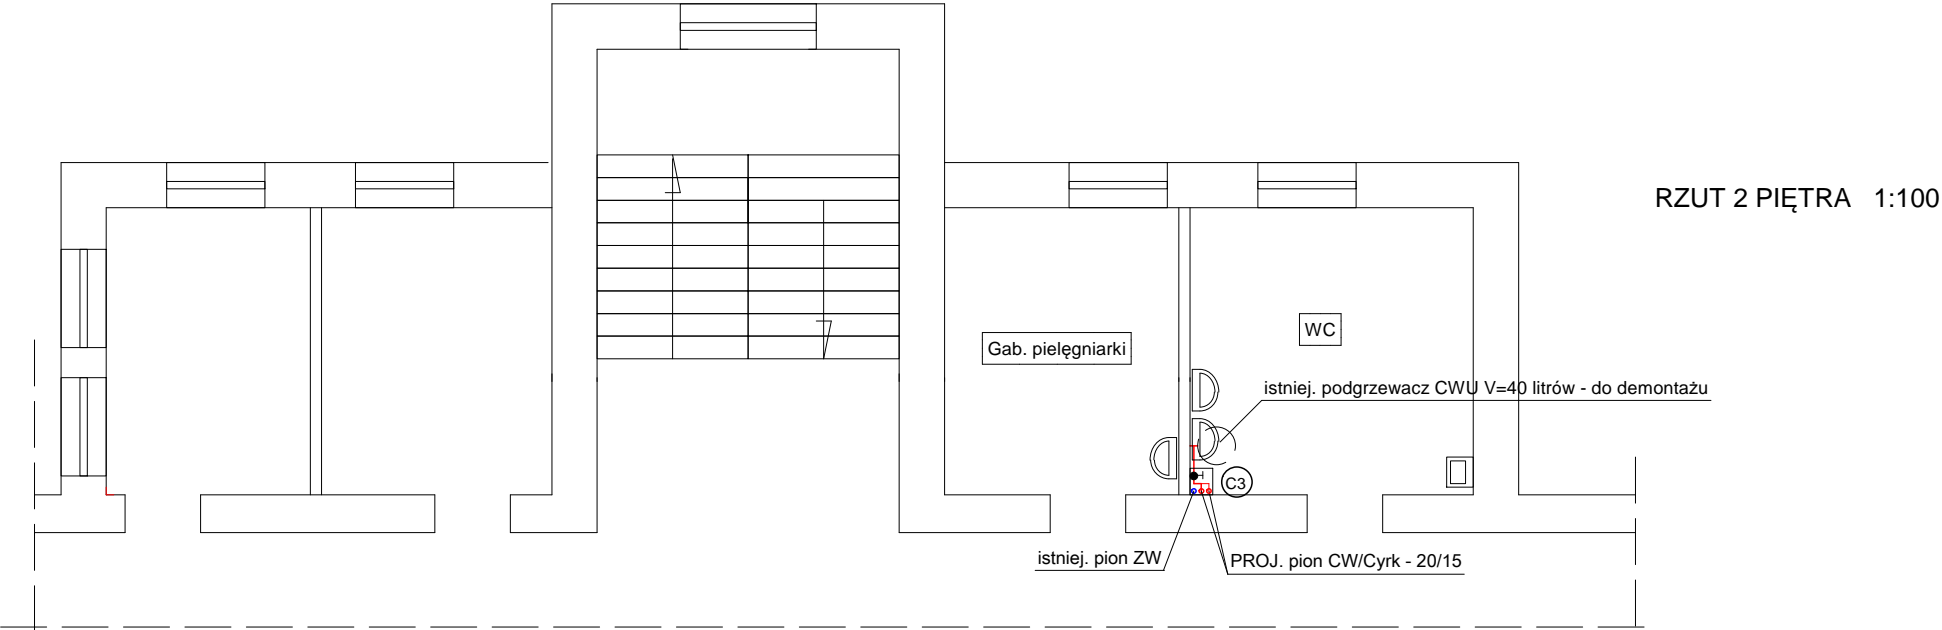 RZUT 2 PIĘTRA 1:100
WC
Gab. pielęgniarki
istniej. podgrzewacz CWU V=40 litrów - do demontażu
C3
istniej. pion ZW
PROJ. pion CW/Cyrk - 20/15